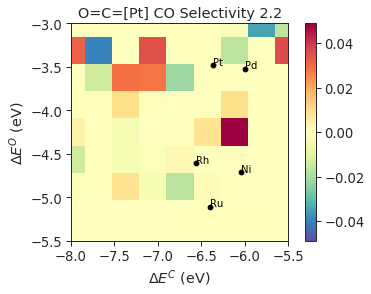 O=C=[Pt] CO Selectivity 2.2
−3.0
−3.5
−4.0
−4.5
−5.0
−5.5
ΔE^O (eV)
Pt
Pd
Rh
Ni
Ru
0.04
0.02
0.00
−0.02
−0.04
−8.0 −7.5 −7.0 −6.5 −6.0 −5.5
ΔE^C (eV)